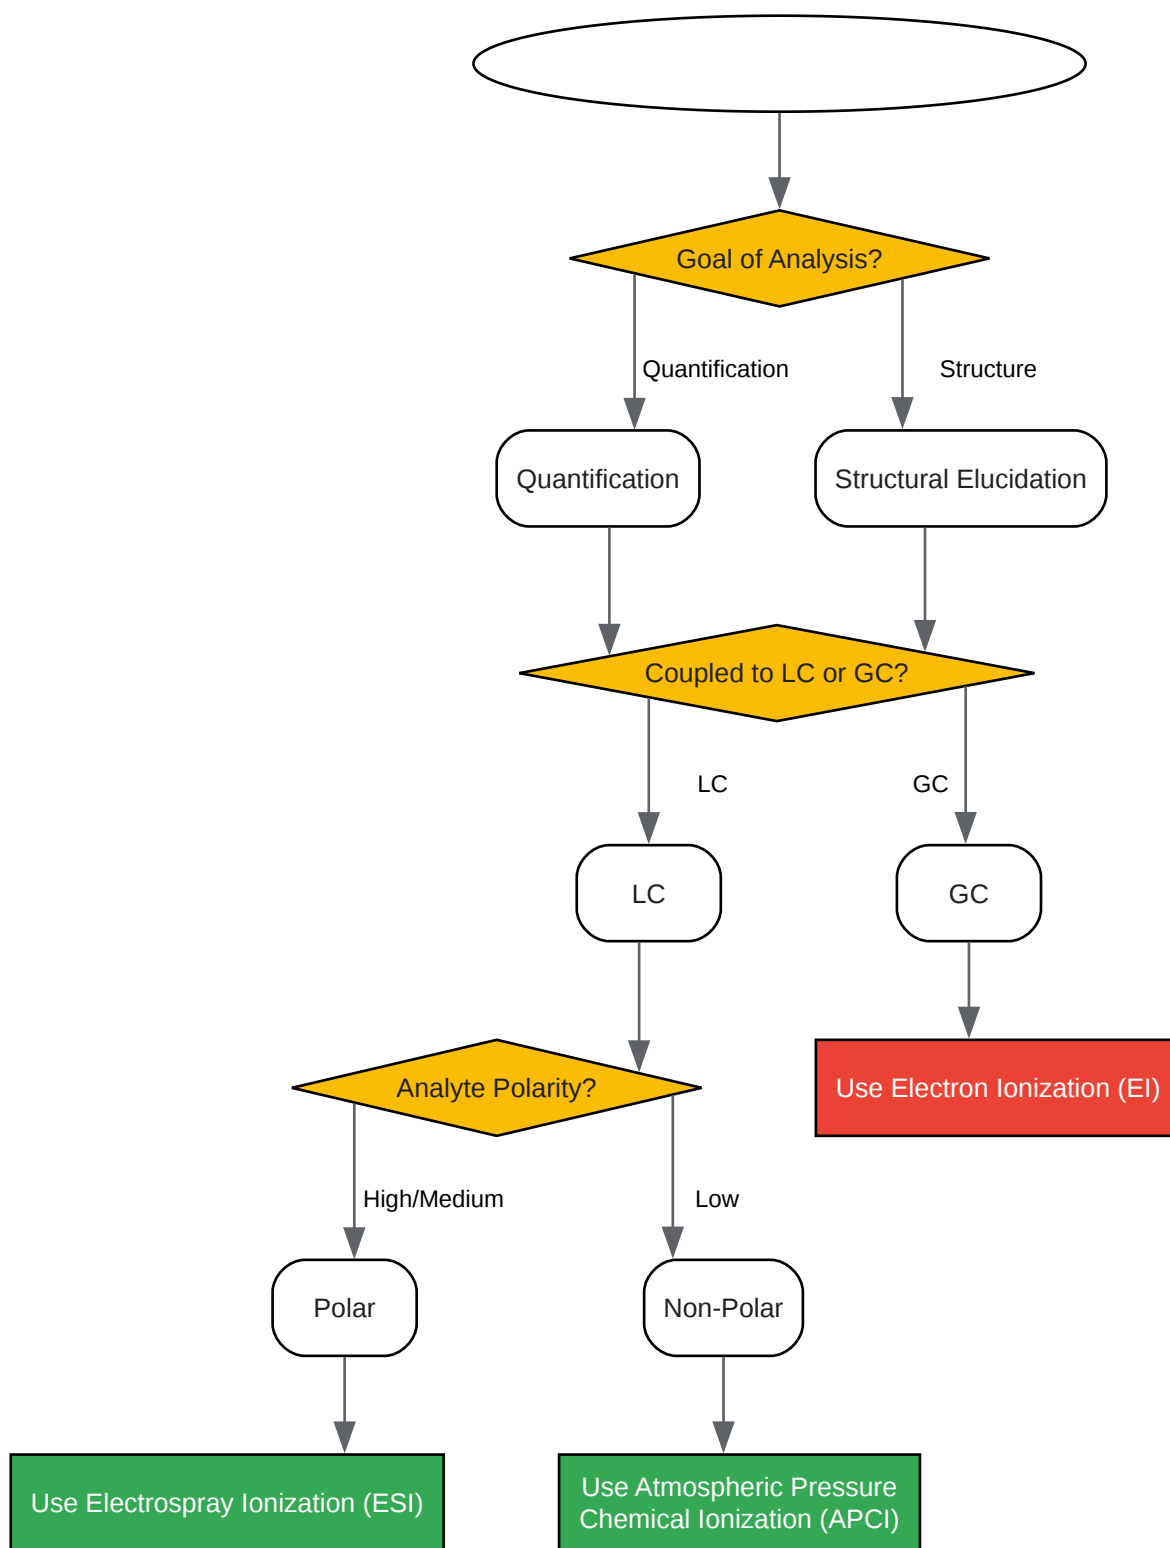 Goal of Analysis?
Quantification
Structure
Quantification
Structural Elucidation
Coupled to LC or GC?
LC
GC
LC
GC
Analyte Polarity?
Use Electron Ionization (EI)
High/Medium
Low
Polar
Non-Polar
Use Electrospray Ionization (ESI)
Use Atmospheric Pressure
Chemical Ionization (APCI)